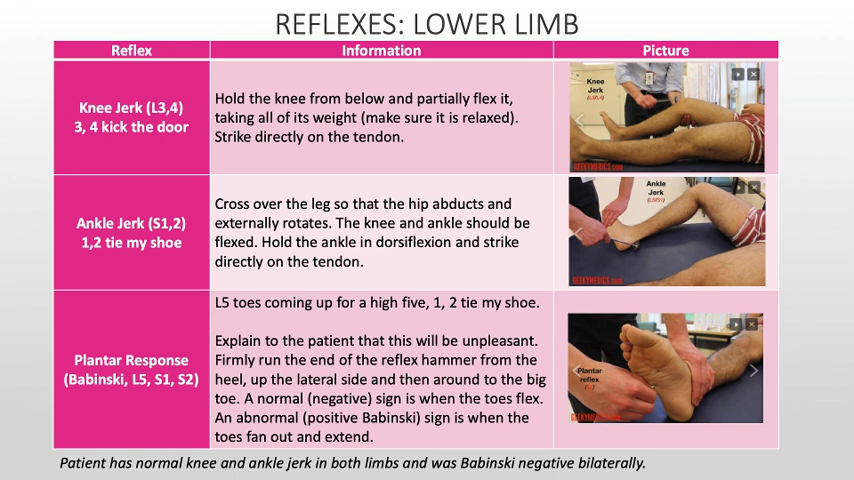 REFLEXES: LOWER LIMB
Reflex
Information
Picture
Knee Jerk (L3,4)
3, 4 kick the door
Hold the knee from below and partially flex it,
taking all of its weight (make sure it is relaxed).
Strike directly on the tendon.
Knee
Jerk
GEEKYMEDICS.com
Ankle Jerk (S1,2)
1,2 tie my shoe
Cross over the leg so that the hip abducts and
externally rotates. The knee and ankle should be
flexed. Hold the ankle in dorsiflexion and strike
directly on the tendon.
Ankle
Jerk
(L5/S1)
GEEKYMEDICS.com
Plantar Response
(Babinski, L5, S1, S2)
L5 toes coming up for a high five, 1, 2 tie my shoe.
Explain to the patient that this will be unpleasant.
Firmly run the end of the reflex hammer from the
heel, up the lateral side and then around to the big
toe. A normal (negative) sign is when the toes flex.
An abnormal (positive Babinski) sign is when the
toes fan out and extend.
Plantar
reflex
GEEKYMEDICS.com
Patient has normal knee and ankle jerk in both limbs and was Babinski negative bilaterally.